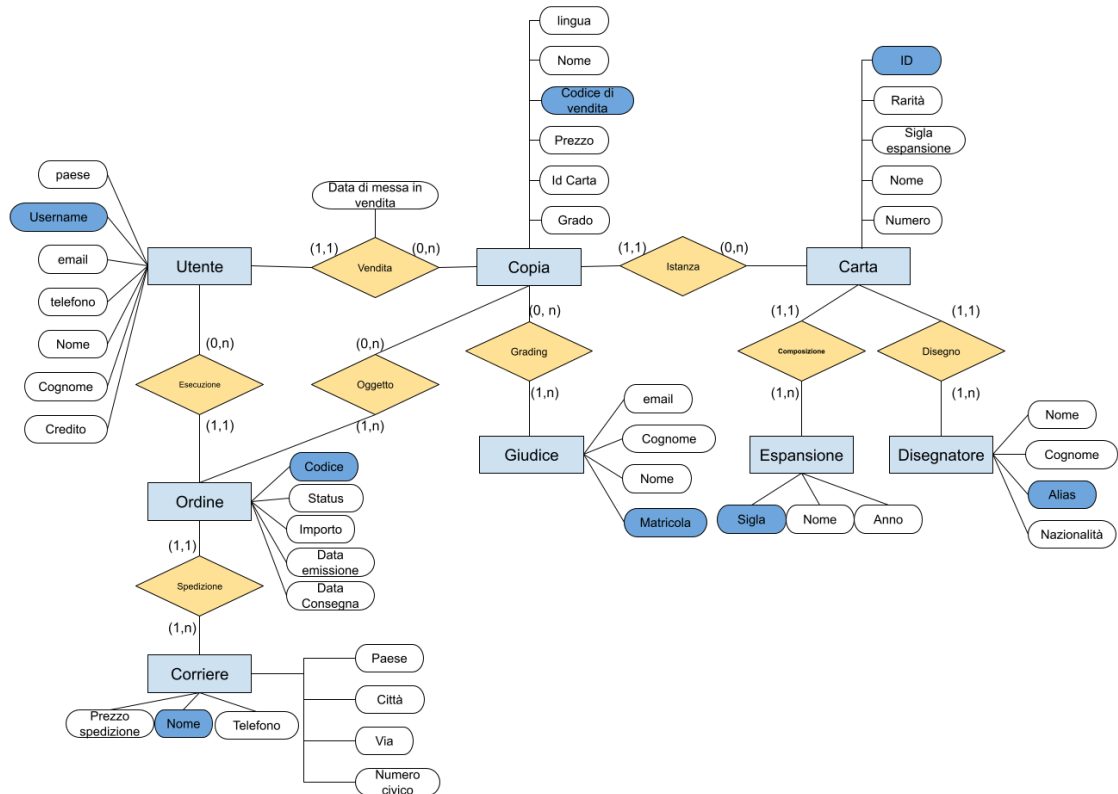 lingua
Nome
Codice di
vendita
Prezzo
Id Carta
Grado
ID
Rarità
Sigla
espansione
Nome
Numero
paese
Username
email
telefono
Nome
Cognome
Credito
Data di messa in
vendita
Utente
(1,1)
Vendita
(0,n)
Copia
(1,1)
Istanza
(0,n)
Carta
(0,n)
Esecuzione
(1,1)
(0,n)
Oggetto
(1,n)
(0, n)
Grading
(1,n)
(1,1)
Composizione
(1,n)
(1,1)
Disegno
(1,n)
Giudice
email
Cognome
Nome
Matricola
Espansione
Sigla
Nome
Anno
Disegnatore
Nome
Cognome
Alias
Nazionalità
Ordine
Codice
Status
Importo
Data
emissione
Data
Consegna
(1,1)
Spedizione
(1,n)
Corriere
Prezzo
spedizione
Nome
Telefono
Paese
Città
Via
Numero
civico